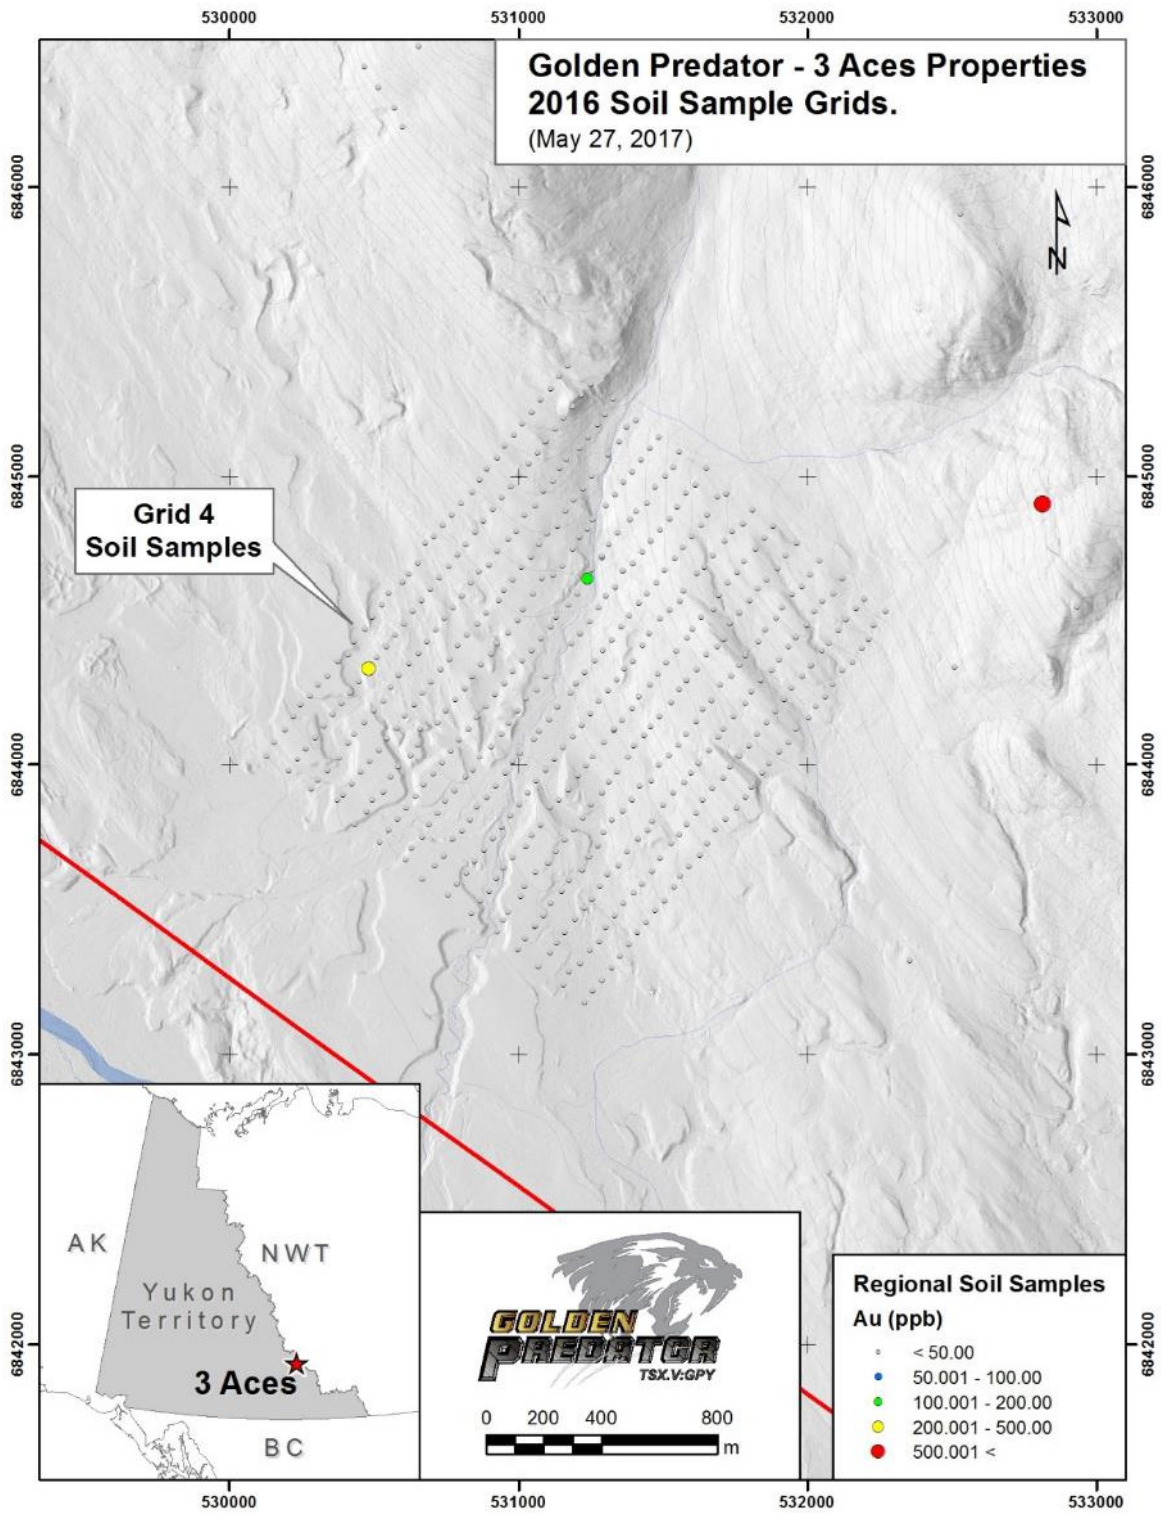 530000 531000 532000 533000
Golden Predator - 3 Aces Properties
2016 Soil Sample Grids.
(May 27, 2017)
6846000 6846000
N
6845000 6845000
Grid 4
Soil Samples
6844000 6844000
6843000 6843000
AK
NWT
Yukon
Territory
3 Aces
BC
GOLDEN
PREDATOR
TSX.V:GPY
0 200 400 800
m
Regional Soil Samples
Au (ppb)
< 50.00
50.001 - 100.00
100.001 - 200.00
200.001 - 500.00
500.001 <
6842000 6842000
530000 531000 532000 533000